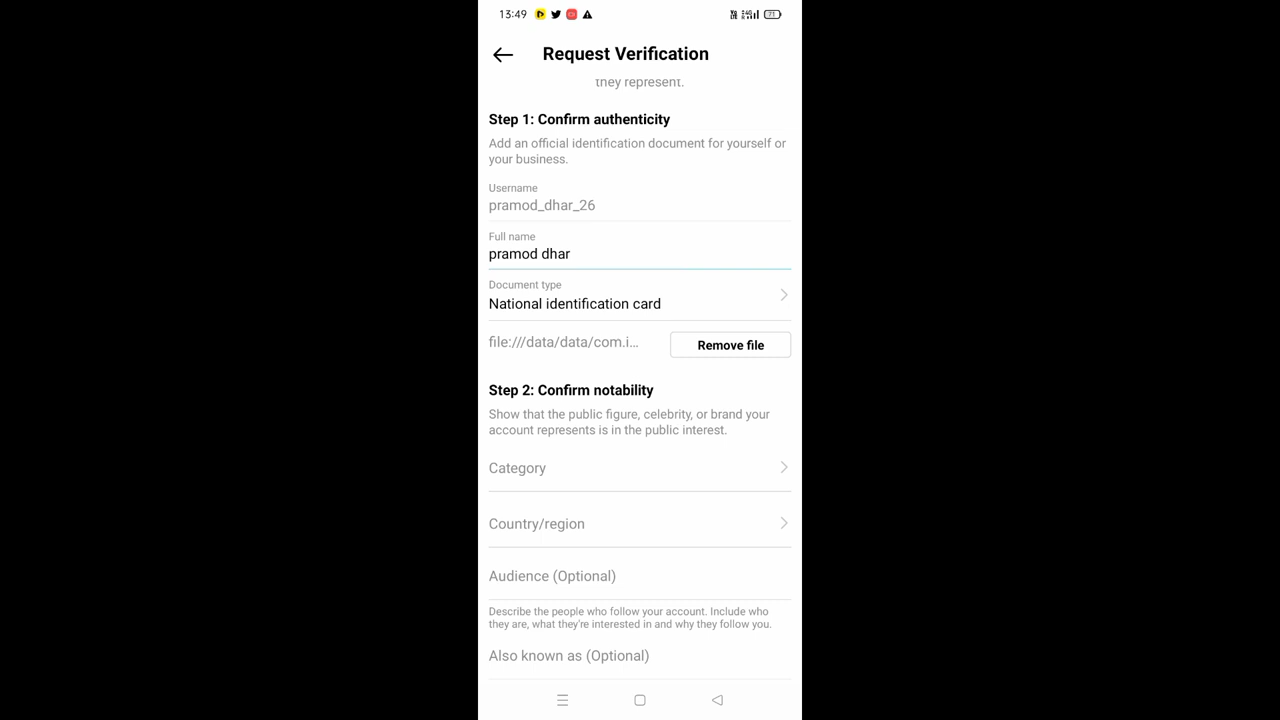 13:49
71
Request Verification
they represent.
Step 1: Confirm authenticity
Add an official identification document for yourself or
your business.
Username
pramod_dhar_26
Full name
pramod dhar
Document type
National identification card
file:///data/data/com.i...
Remove file
Step 2: Confirm notability
Show that the public figure, celebrity, or brand your
account represents is in the public interest.
Category
Country/region
Audience (Optional)
Describe the people who follow your account. Include who
they are, what they're interested in and why they follow you.
Also known as (Optional)